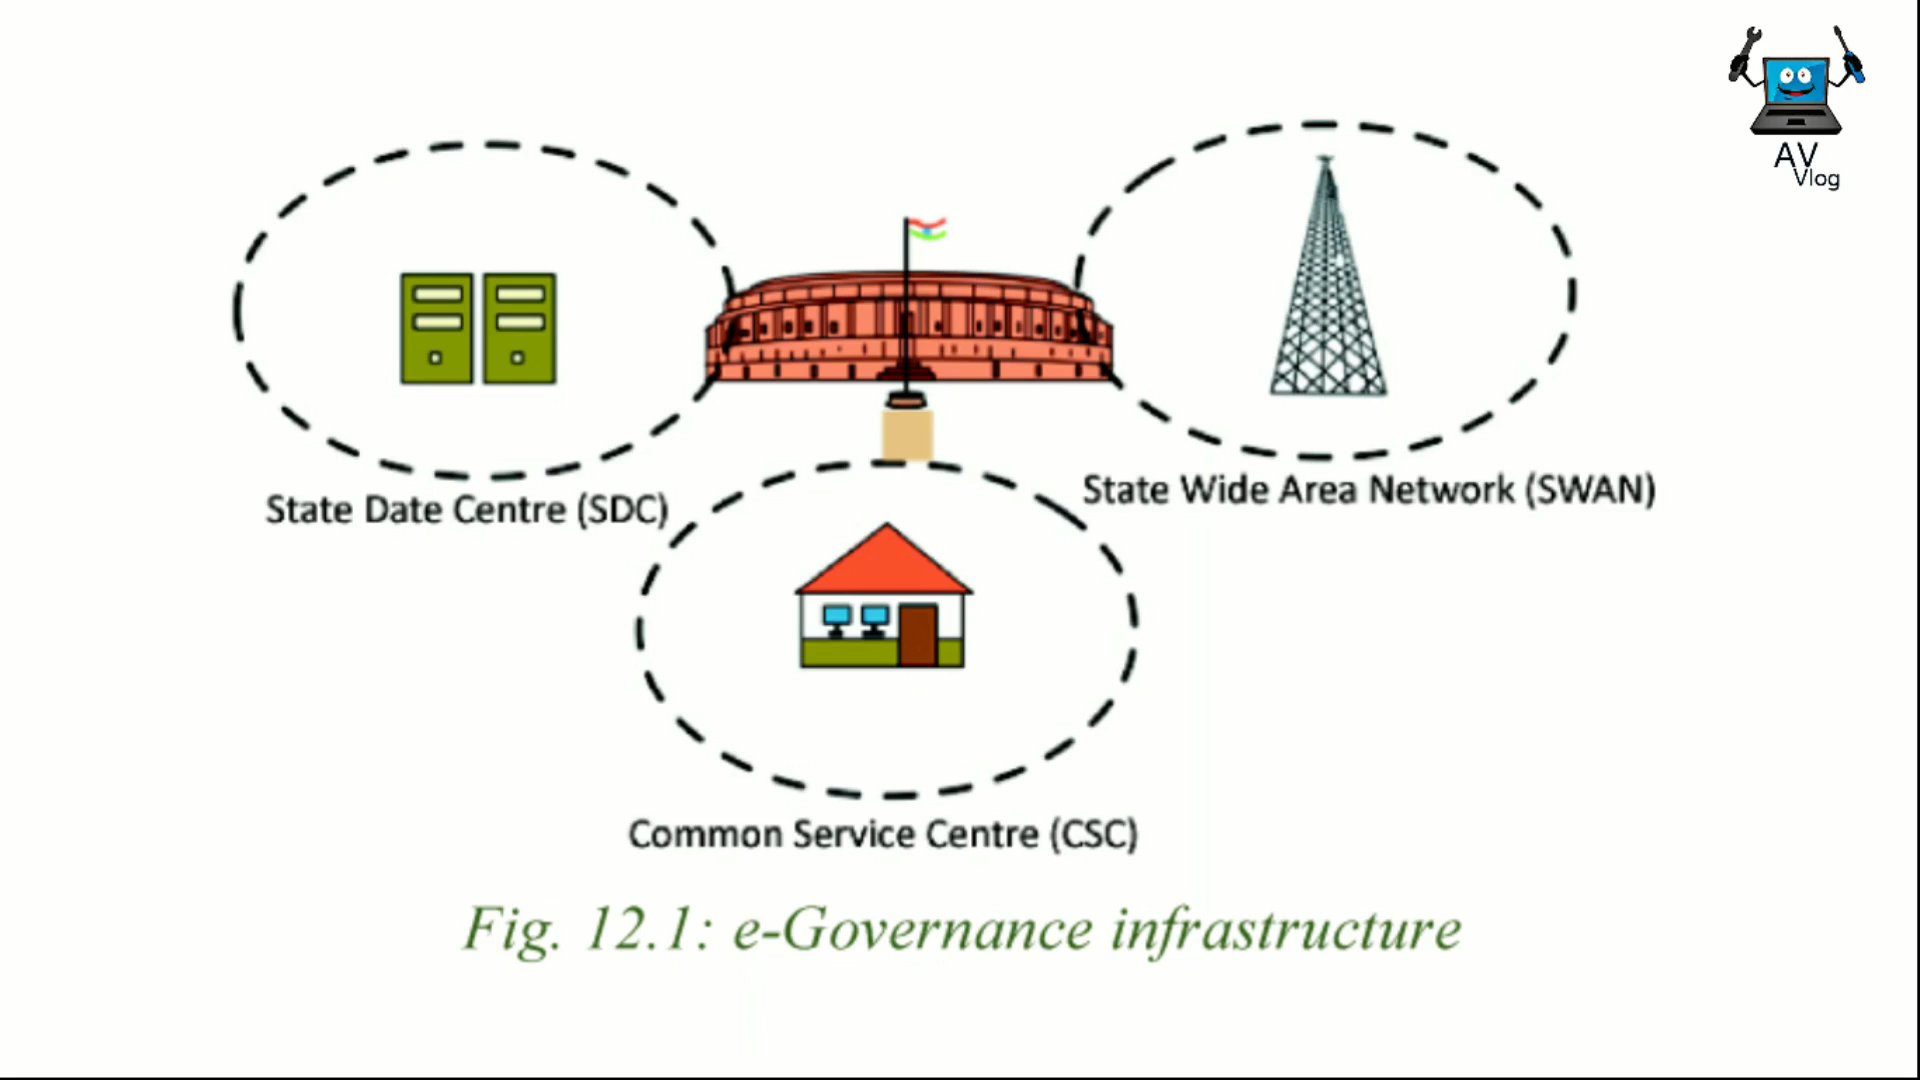 AV
Vlog
State Date Centre (SDC)
State Wide Area Network (SWAN)
Common Service Centre (CSC)
Fig. 12.1: e-Governance infrastructure